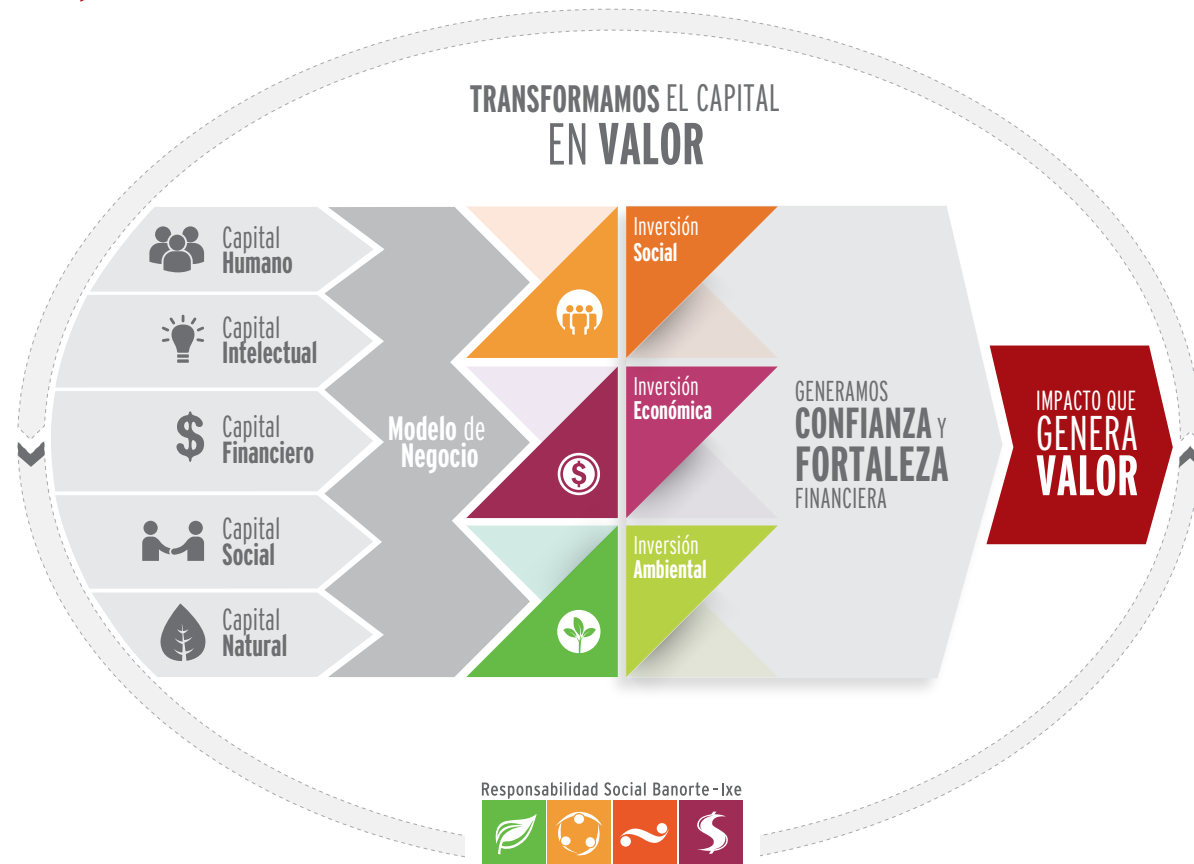 TRANSFORMAMOS EL CAPITAL
EN VALOR
Capital
Humano
Capital
Intelectual
$
Capital
Financiero
Capital
Social
Capital
Natural
Modelo de
Negocio
$
Inversión
Social
Inversión
Económica
Inversión
Ambiental
GENERAMOS
CONFIANZA Y
FORTALEZA
FINANCIERA
IMPACTO QUE
GENERA
VALOR
Responsabilidad Social Banorte-Ixe